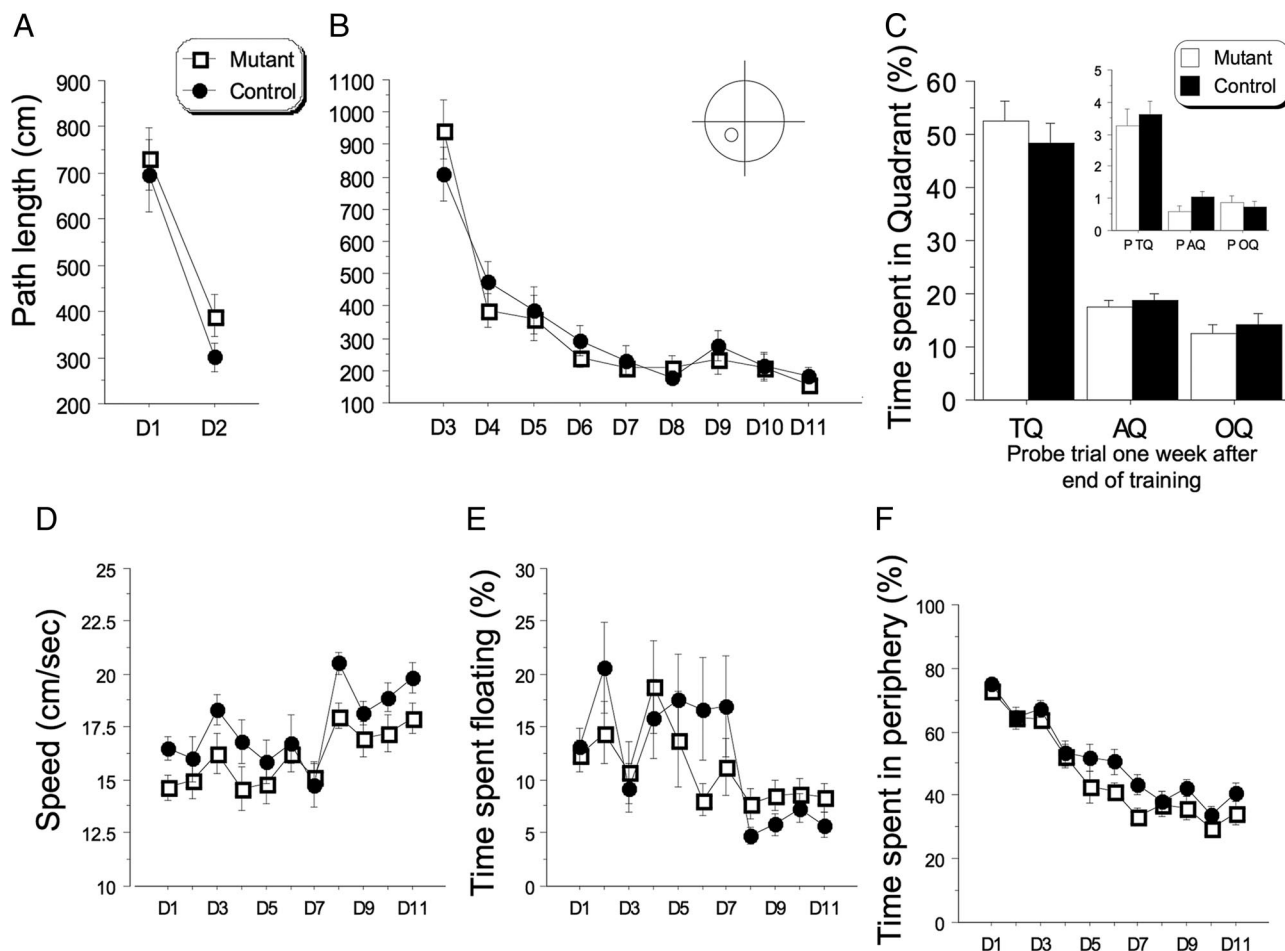 A
Mutant
Control
Path length (cm)
900
800
700
600
500
400
300
200
D1 D2
B
1100
1000
900
800
700
600
500
400
300
200
100
D3 D4 D5 D6 D7 D8 D9 D10 D11
C
Mutant
Control
Time spent in Quadrant (%)
60
50
40
30
20
10
0
5
4
3
2
1
0
P TQ P AQ P OQ
TQ AQ OQ
Probe trial one week after
end of training
D
Speed (cm/sec)
25
22.5
20
17.5
15
12.5
10
D1 D3 D5 D7 D9 D11
E
Time spent floating (%)
30
25
20
15
10
5
0
D1 D3 D5 D7 D9 D11
F
Time spent in periphery (%)
100
80
60
40
20
0
D1 D3 D5 D7 D9 D11